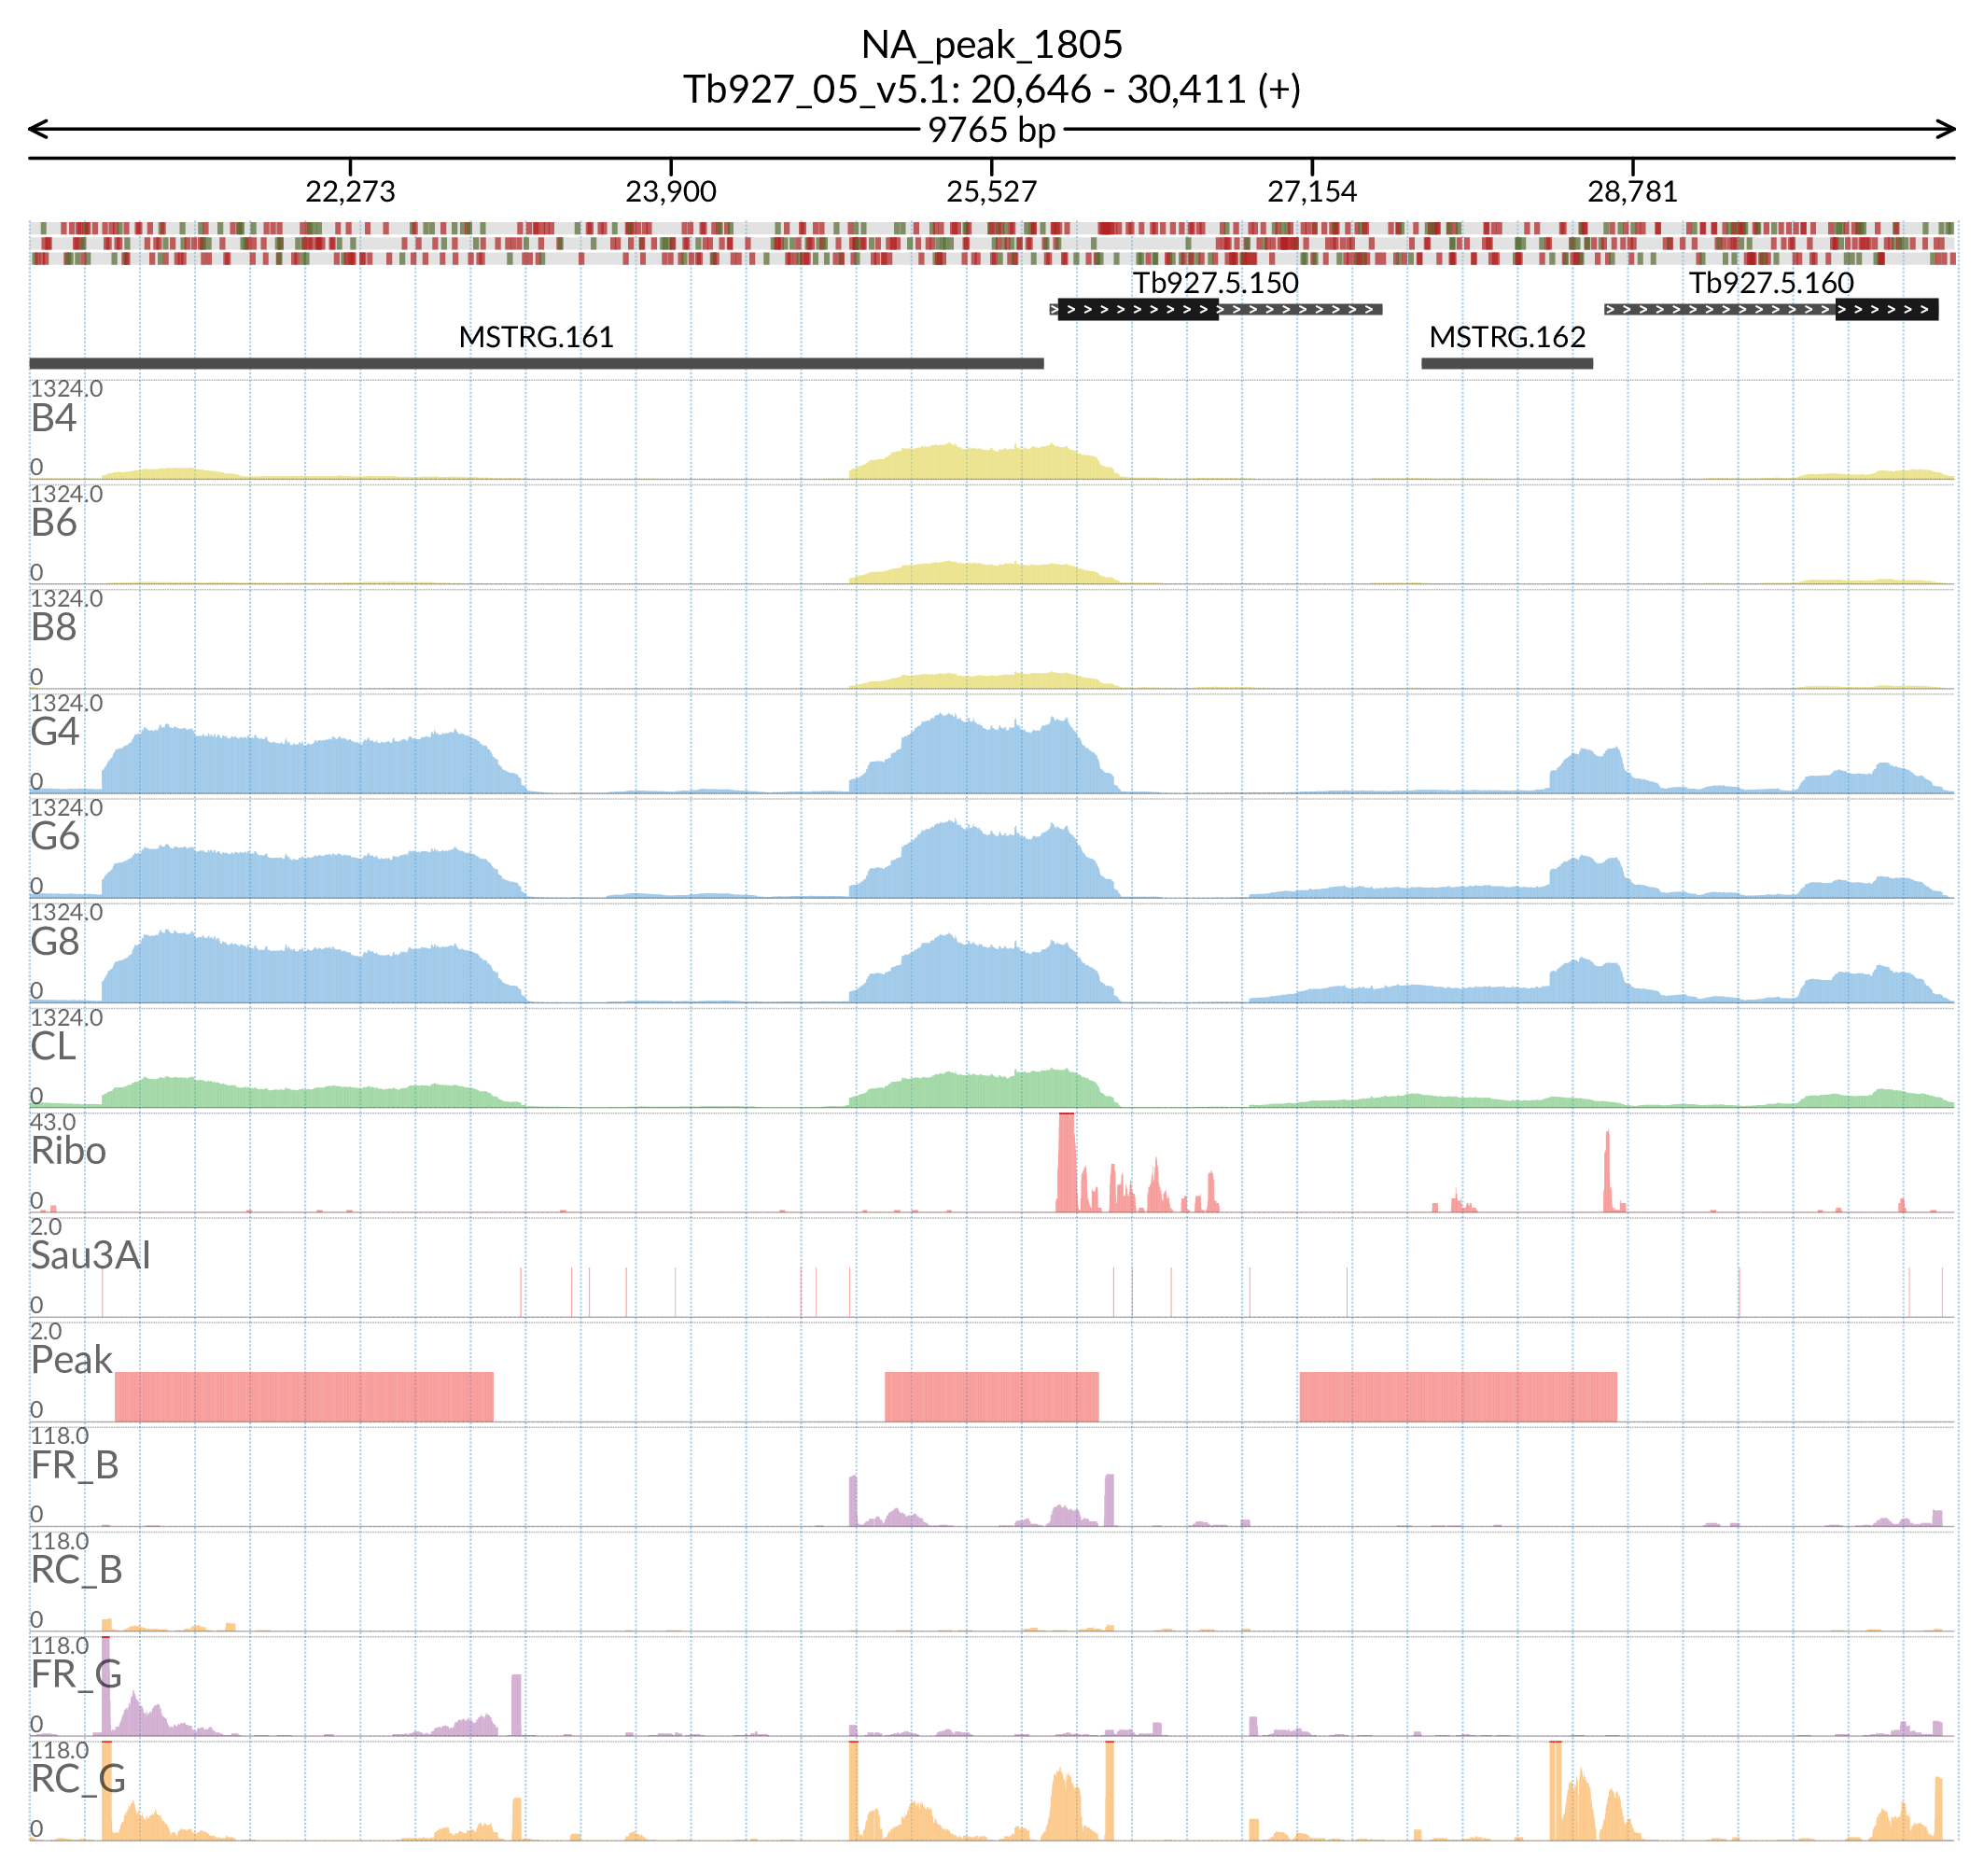 NA_peak_1805
Tb927_05_v5.1: 20,646 - 30,411 (+)
9765 bp
22,273 23,900 25,527 27,154 28,781
Tb927.5.150 Tb927.5.160
MSTRG.161 MSTRG.162
1324.0
B4
0
1324.0
B6
0
1324.0
B8
0
1324.0
G4
0
1324.0
G6
0
1324.0
G8
0
1324.0
CL
0
43.0
Ribo
0
2.0
Sau3AI
0
2.0
Peak
0
118.0
FR_B
0
118.0
RC_B
0
118.0
FR_G
0
118.0
RC_G
0